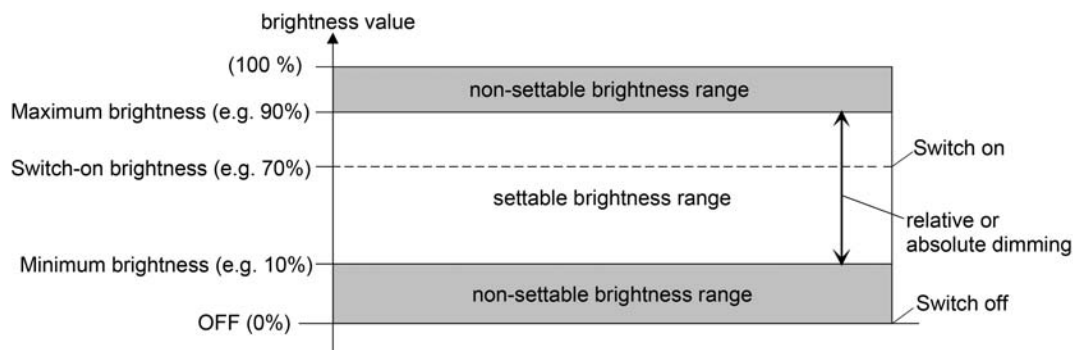 brightness value
(100 %)
non-settable brightness range
Maximum brightness (e.g. 90%)
Switch on
Switch-on brightness (e.g. 70%)
settable brightness range
relative or
absolute dimming
Minimum brightness (e.g. 10%)
non-settable brightness range
Switch off
OFF (0%)